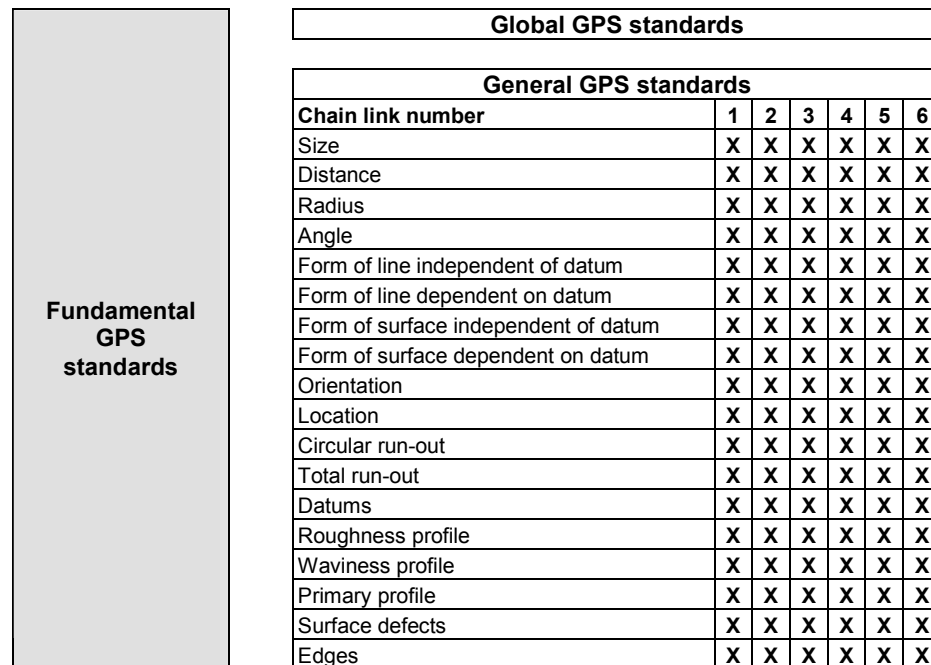 Fundamental
GPS
standards
Global GPS standards
General GPS standards
Chain link number 1 2 3 4 5 6
Size X X X X X X
Distance X X X X X X
Radius X X X X X X
Angle X X X X X X
Form of line independent of datum X X X X X X
Form of line dependent on datum X X X X X X
Form of surface independent of datum X X X X X X
Form of surface dependent on datum X X X X X X
Orientation X X X X X X
Location X X X X X X
Circular run-out X X X X X X
Total run-out X X X X X X
Datums X X X X X X
Roughness profile X X X X X X
Waviness profile X X X X X X
Primary profile X X X X X X
Surface defects X X X X X X
Edges X X X X X X